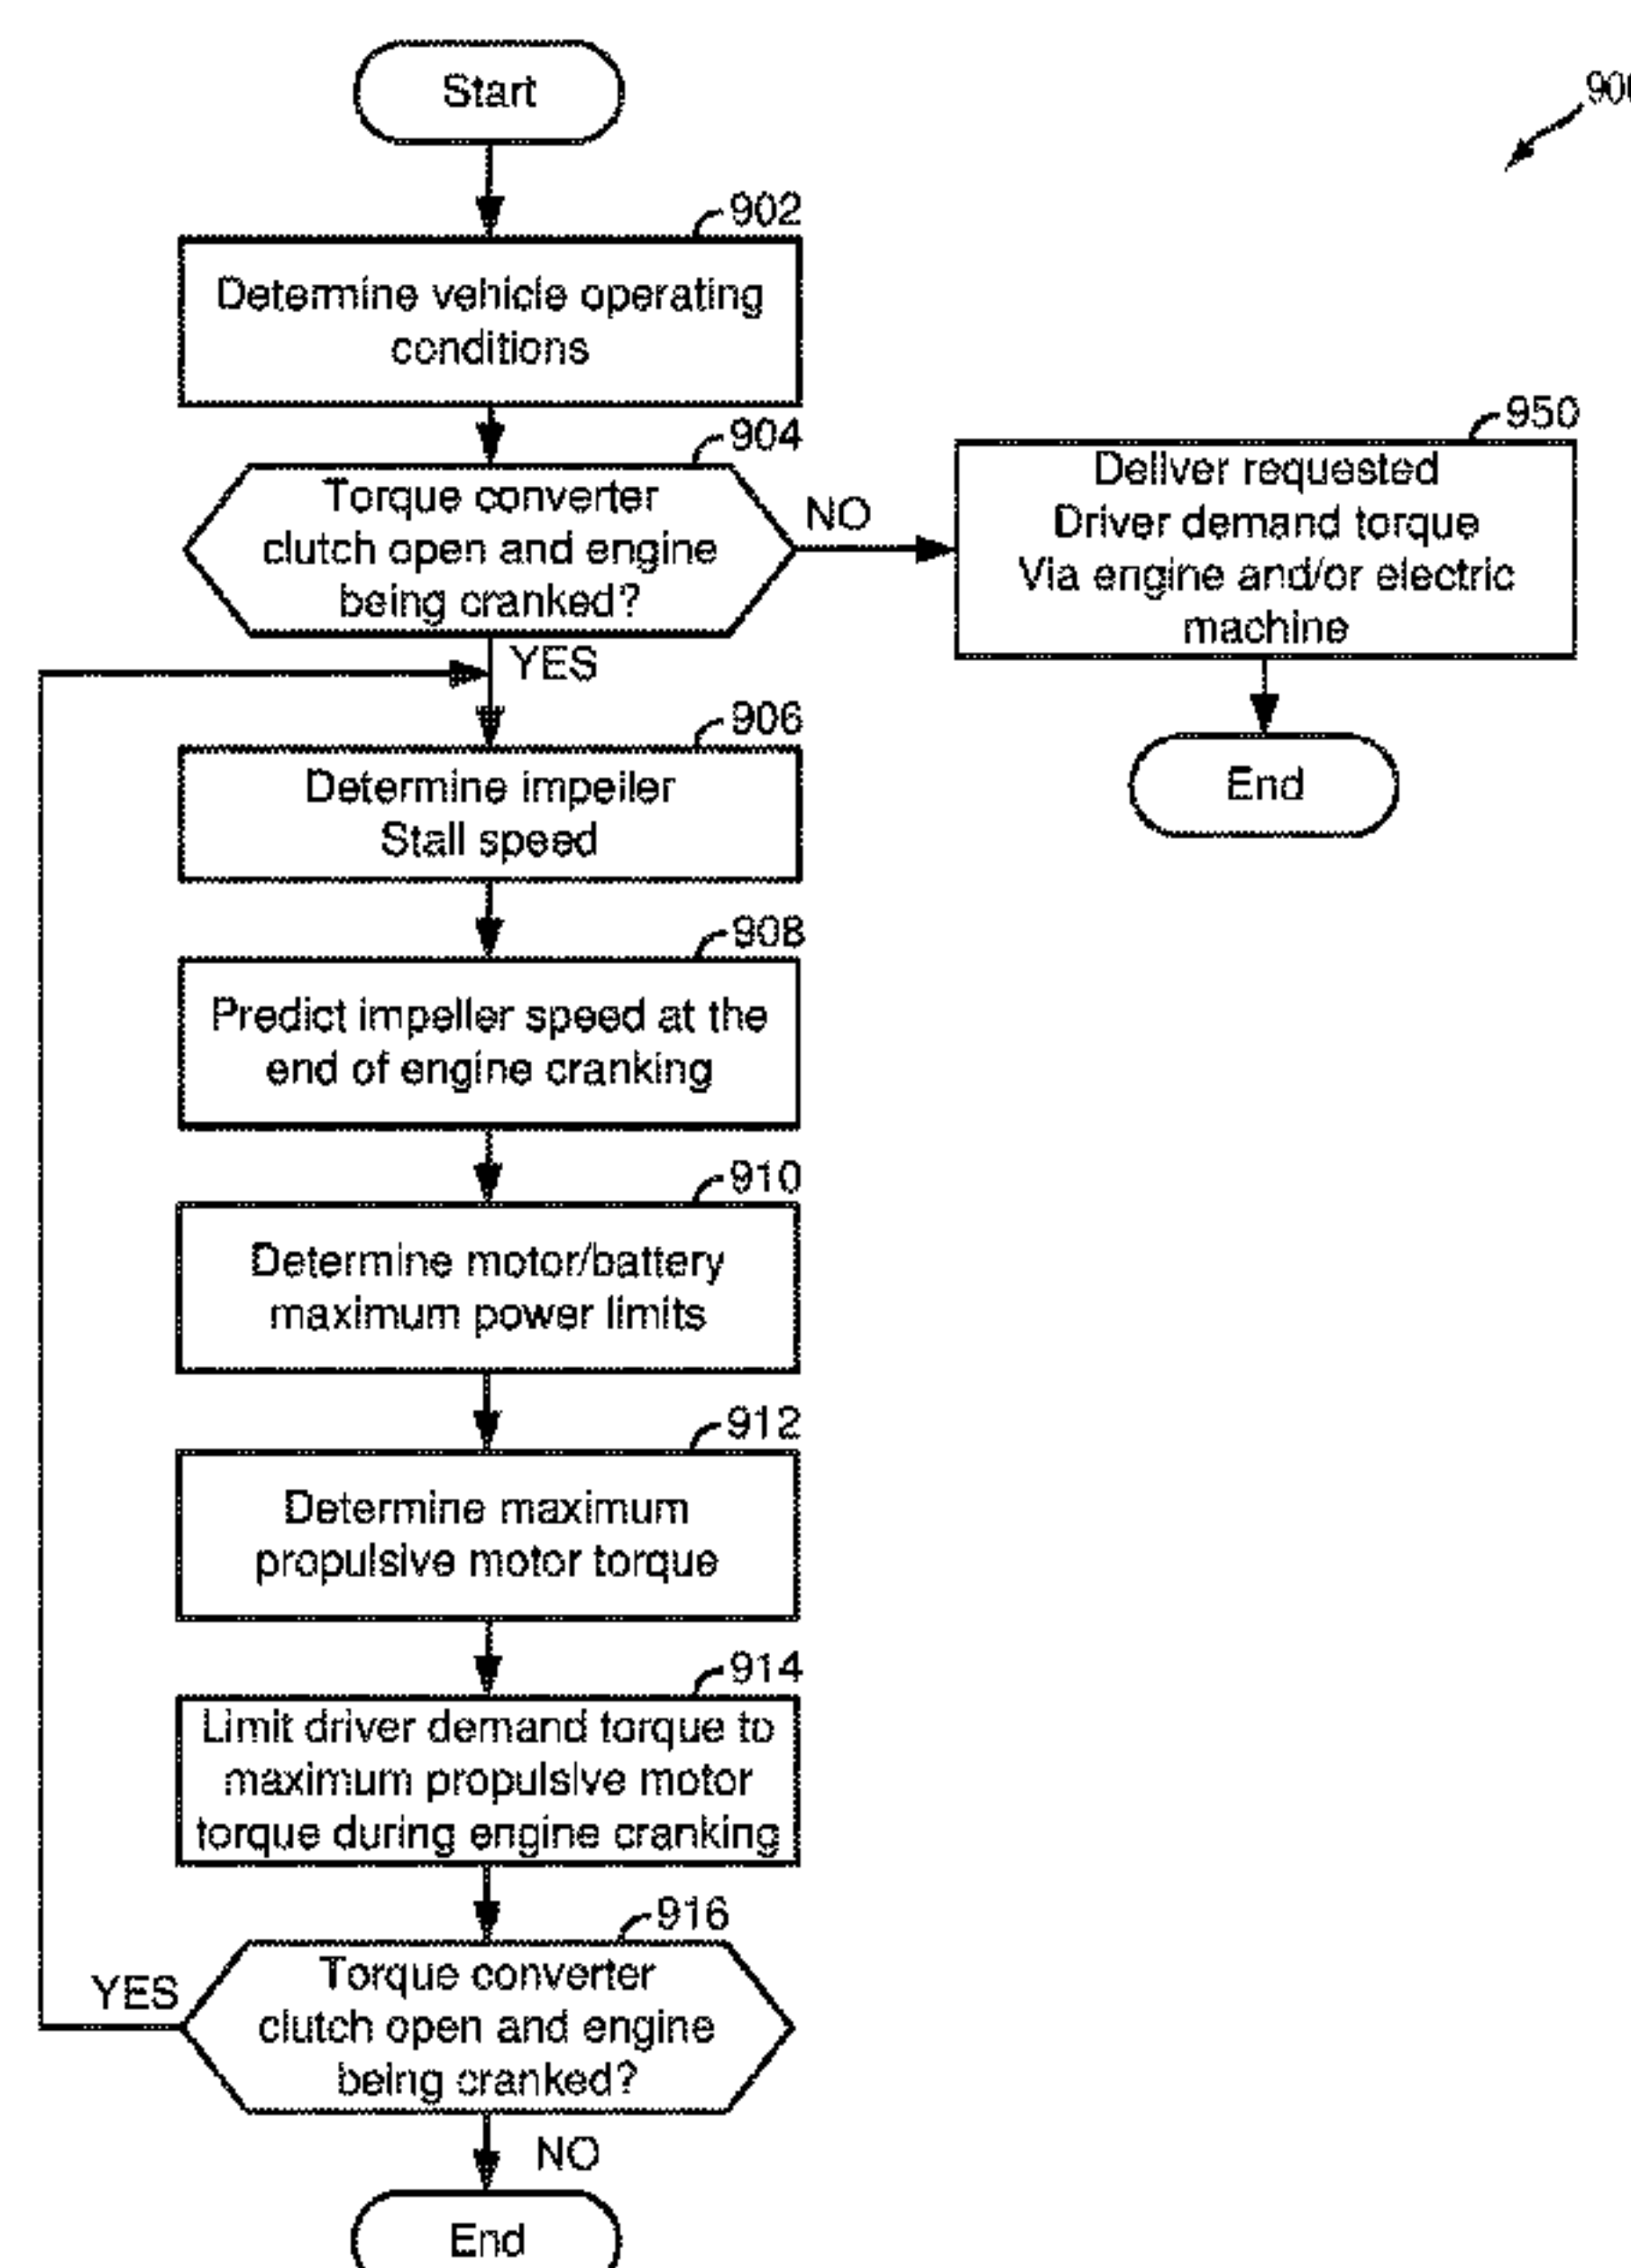 Start
902
Determine vehicle operating
conditions
904
Torque converter
clutch open and engine
being cranked?
NO
950
Deliver requested
Driver demand torque
Via engine and/or electric
machine
End
YES
906
Determine impeller
Stall speed
908
Predict impeller speed at the
end of engine cranking
910
Determine motor/battery
maximum power limits
912
Determine maximum
propulsive motor torque
914
Limit driver demand torque to
maximum propulsive motor
torque during engine cranking
916
Torque converter
clutch open and engine
being cranked?
YES
NO
End